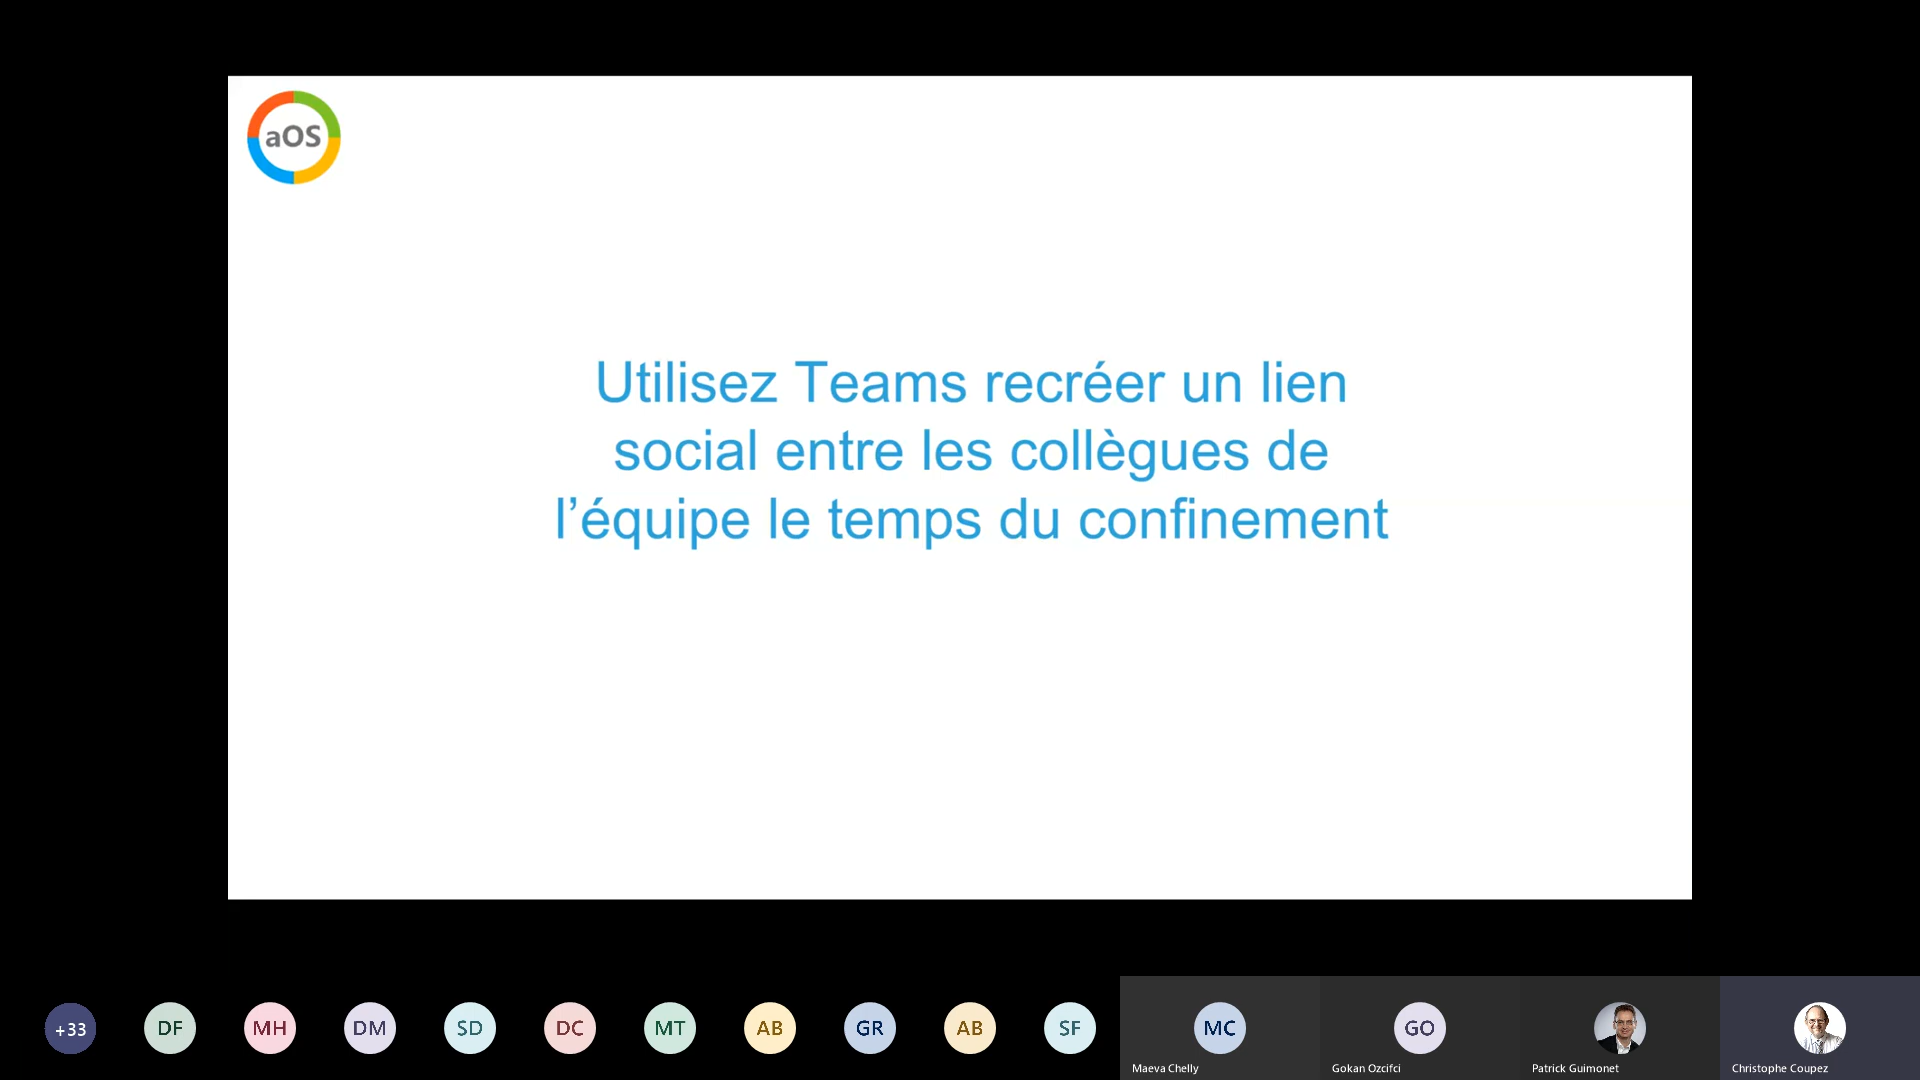 aOS
Utilisez Teams recréer un lien
social entre les collègues de
l’équipe le temps du confinement
+33
DF
MH
DM
SD
DC
MT
AB
GR
AB
SF
MC
GO
Maeva Chelly
Gokan Ozcifci
Patrick Guimonet
Christophe Coupez